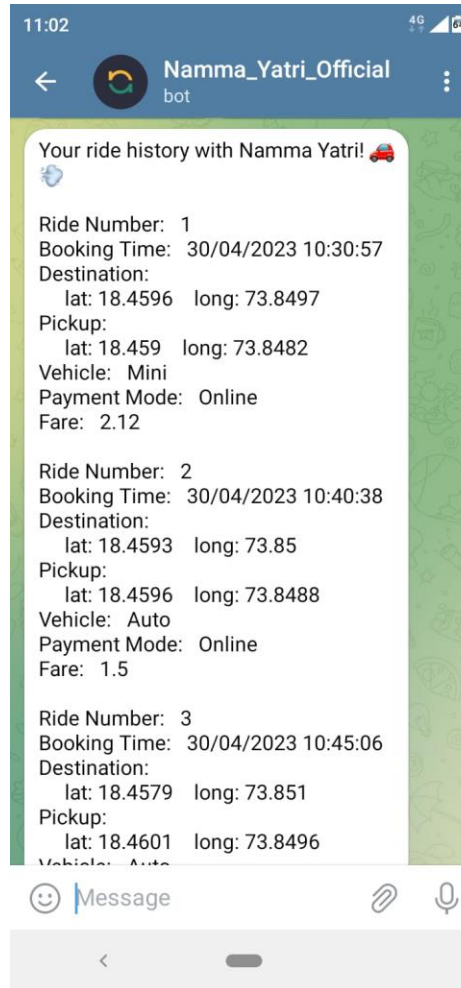 11:02
4G
Namma_Yatri_Official
bot
Your ride history with Namma Yatri! 🚗
💨
Ride Number: 1
Booking Time: 30/04/2023 10:30:57
Destination:
lat: 18.4596 long: 73.8497
Pickup:
lat: 18.459 long: 73.8482
Vehicle: Mini
Payment Mode: Online
Fare: 2.12
Ride Number: 2
Booking Time: 30/04/2023 10:40:38
Destination:
lat: 18.4593 long: 73.85
Pickup:
lat: 18.4596 long: 73.8488
Vehicle: Auto
Payment Mode: Online
Fare: 1.5
Ride Number: 3
Booking Time: 30/04/2023 10:45:06
Destination:
lat: 18.4579 long: 73.851
Pickup:
lat: 18.4601 long: 73.8496
Vehicle: Auto
Message